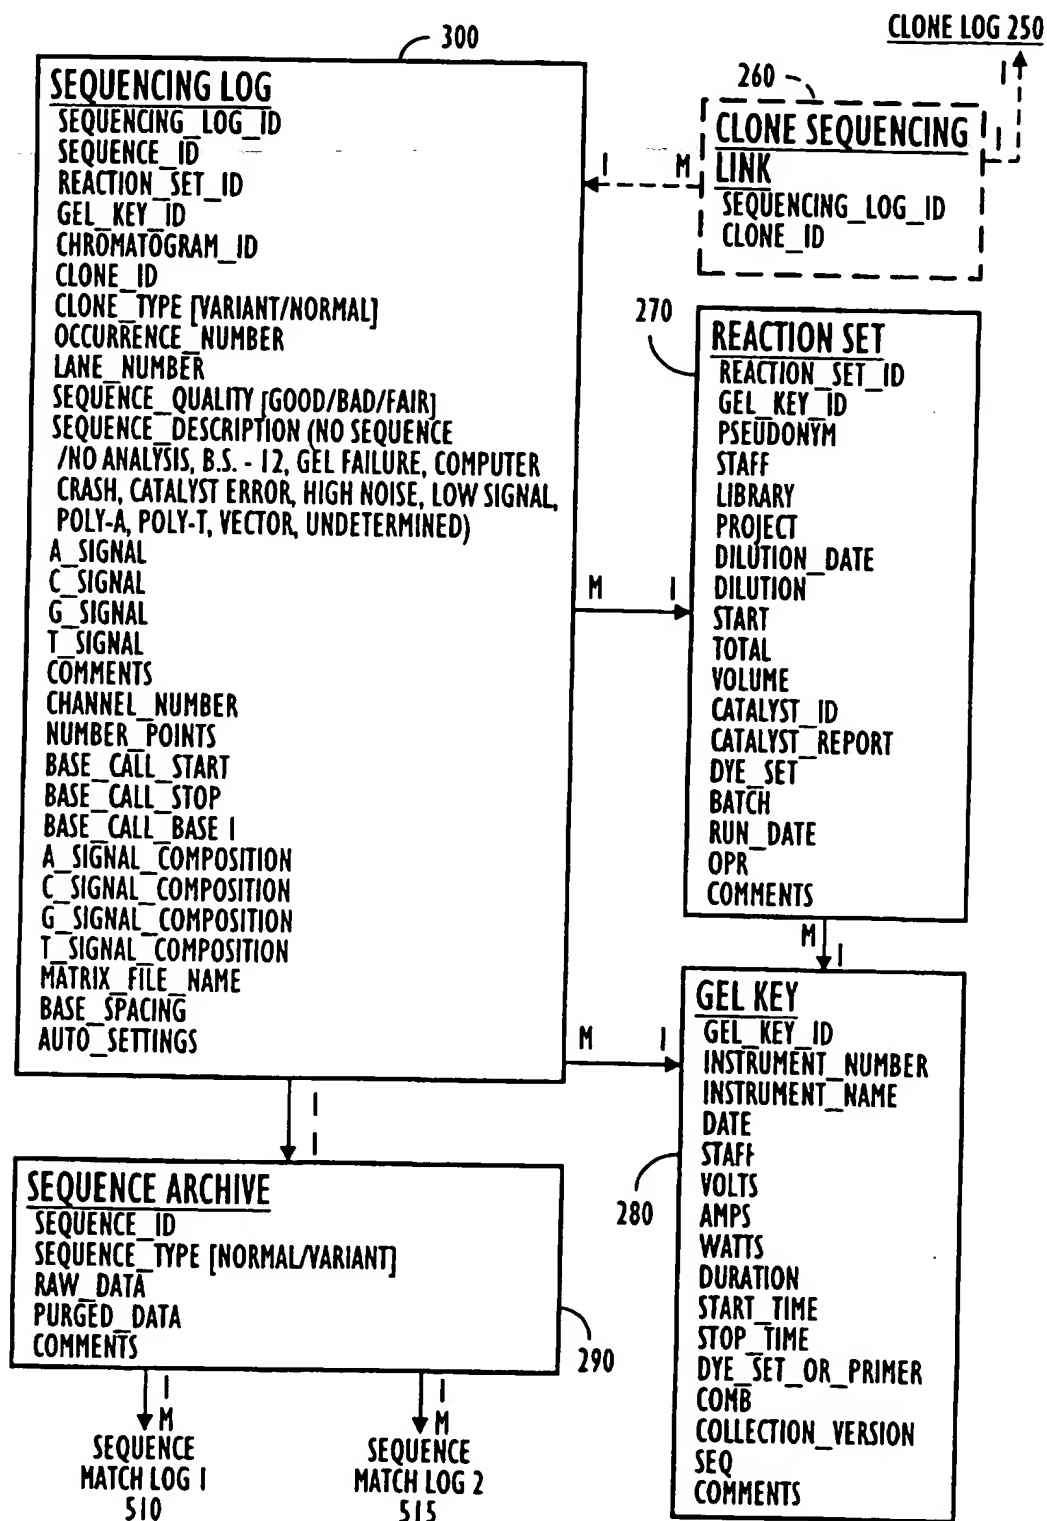 CLONE LOG 250
300
SEQUENCING LOG
SEQUENCING_LOG_ID
SEQUENCE_ID
REACTION_SET_ID
GEL_KEY_ID
CHROMATOGRAM_ID
CLONE_ID
CLONE_TYPE [VARIANT/NORMAL]
OCCURRENCE_NUMBER
LANE_NUMBER
SEQUENCE_QUALITY [GOOD/BAD/FAIR]
SEQUENCE_DESCRIPTION (NO SEQUENCE
/NO ANALYSIS, B.S. - 12, GEL FAILURE, COMPUTER
CRASH, CATALYST ERROR, HIGH NOISE, LOW SIGNAL,
POLY-A, POLY-T, VECTOR, UNDETERMINED)
A_SIGNAL
C_SIGNAL
G_SIGNAL
T_SIGNAL
COMMENTS
CHANNEL_NUMBER
NUMBER_POINTS
BASE_CALL_START
BASE_CALL_STOP
BASE_CALL_BASE 1
A_SIGNAL_COMPOSITION
C_SIGNAL_COMPOSITION
G_SIGNAL_COMPOSITION
T_SIGNAL_COMPOSITION
MATRIX_FILE_NAME
BASE_SPACING
AUTO_SETTINGS
260
1
1
CLONE SEQUENCING
LINK
SEQUENCING_LOG_ID
CLONE_ID
1 M
270
REACTION SET
REACTION_SET_ID
GEL_KEY_ID
PSEUDONYM
STAFF
LIBRARY
PROJECT
DILUTION_DATE
DILUTION
START
TOTAL
VOLUME
CATALYST_ID
CATALYST_REPORT
DYE_SET
BATCH
RUN_DATE
OPR
COMMENTS
M 1
M
1
GEL KEY
GEL_KEY_ID
INSTRUMENT_NUMBER
INSTRUMENT_NAME
DATE
STAFF
VOLTS
AMPS
WATTS
DURATION
START_TIME
STOP_TIME
DYE_SET_OR_PRIMER
COMB
COLLECTION_VERSION
SEQ
COMMENTS
M 1
280
1
1
SEQUENCE ARCHIVE
SEQUENCE_ID
SEQUENCE_TYPE [NORMAL/VARIANT]
RAW_DATA
PURGED_DATA
COMMENTS
290
1
M
SEQUENCE
MATCH LOG 1
510
1
M
SEQUENCE
MATCH LOG 2
515